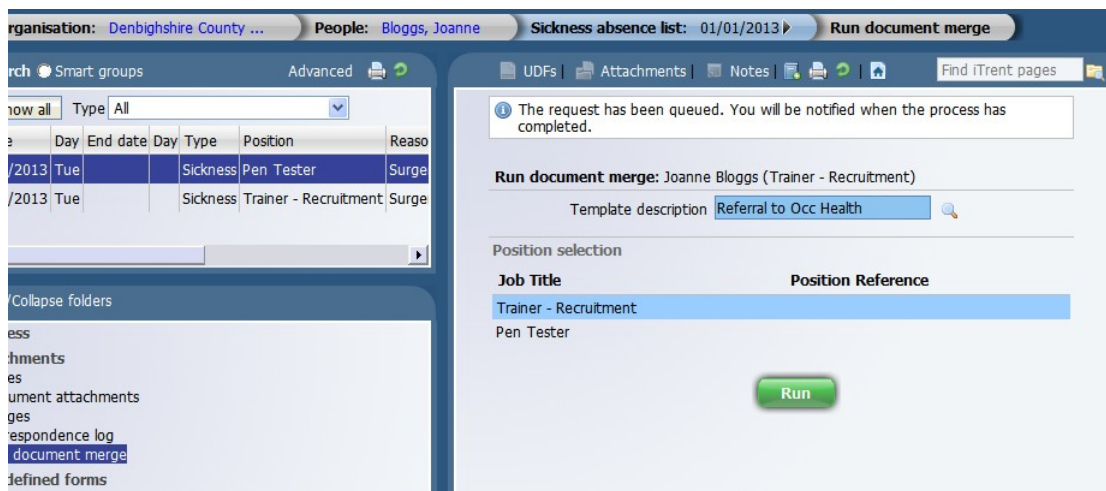 rganisation: Denbighshire County ... People: Bloggs, Joanne Sickness absence list: 01/01/2013 Run document merge
rch Smart groups Advanced
UDFs | Attachments | Notes | Find iTrent pages
how all Type All
The request has been queued. You will be notified when the process has
completed.
e Day End date Day Type Position Reaso
/2013 Tue Sickness Pen Tester Surge
/2013 Tue Sickness Trainer - Recruitment Surge
Run document merge: Joanne Bloggs (Trainer - Recruitment)
Template description Referral to Occ Health
Position selection
Job Title Position Reference
Trainer - Recruitment
Pen Tester
Run
/Collapse folders
ess
hments
es
ument attachments
ges
respondence log
document merge
defined forms